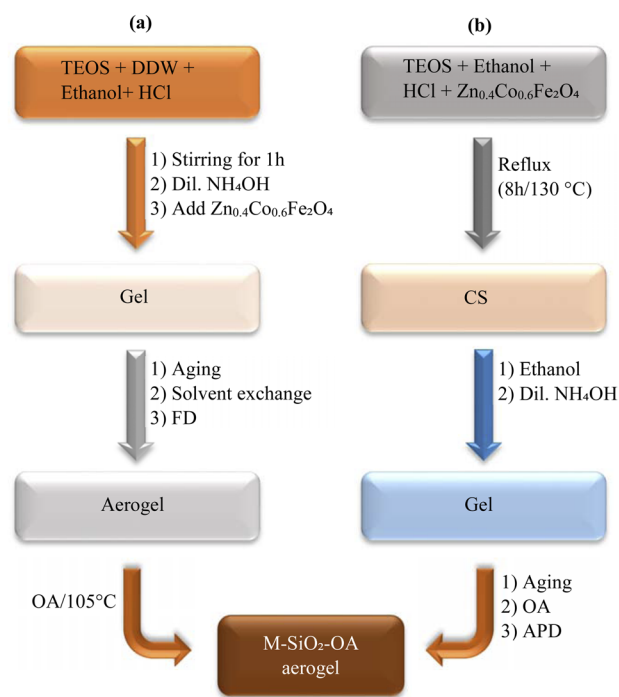 (a)
TEOS + DDW +
Ethanol+ HCl
1) Stirring for 1h
2) Dil. NH₄OH
3) Add Zn₀.₄Co₀.₆Fe₂O₄
Gel
1) Aging
2) Solvent exchange
3) FD
Aerogel
OA/105°C
(b)
TEOS + Ethanol +
HCl + Zn₀.₄Co₀.₆Fe₂O₄
Reflux
(8h/130 °C)
CS
1) Ethanol
2) Dil. NH₄OH
Gel
1) Aging
2) OA
3) APD
M-SiO₂-OA
aerogel